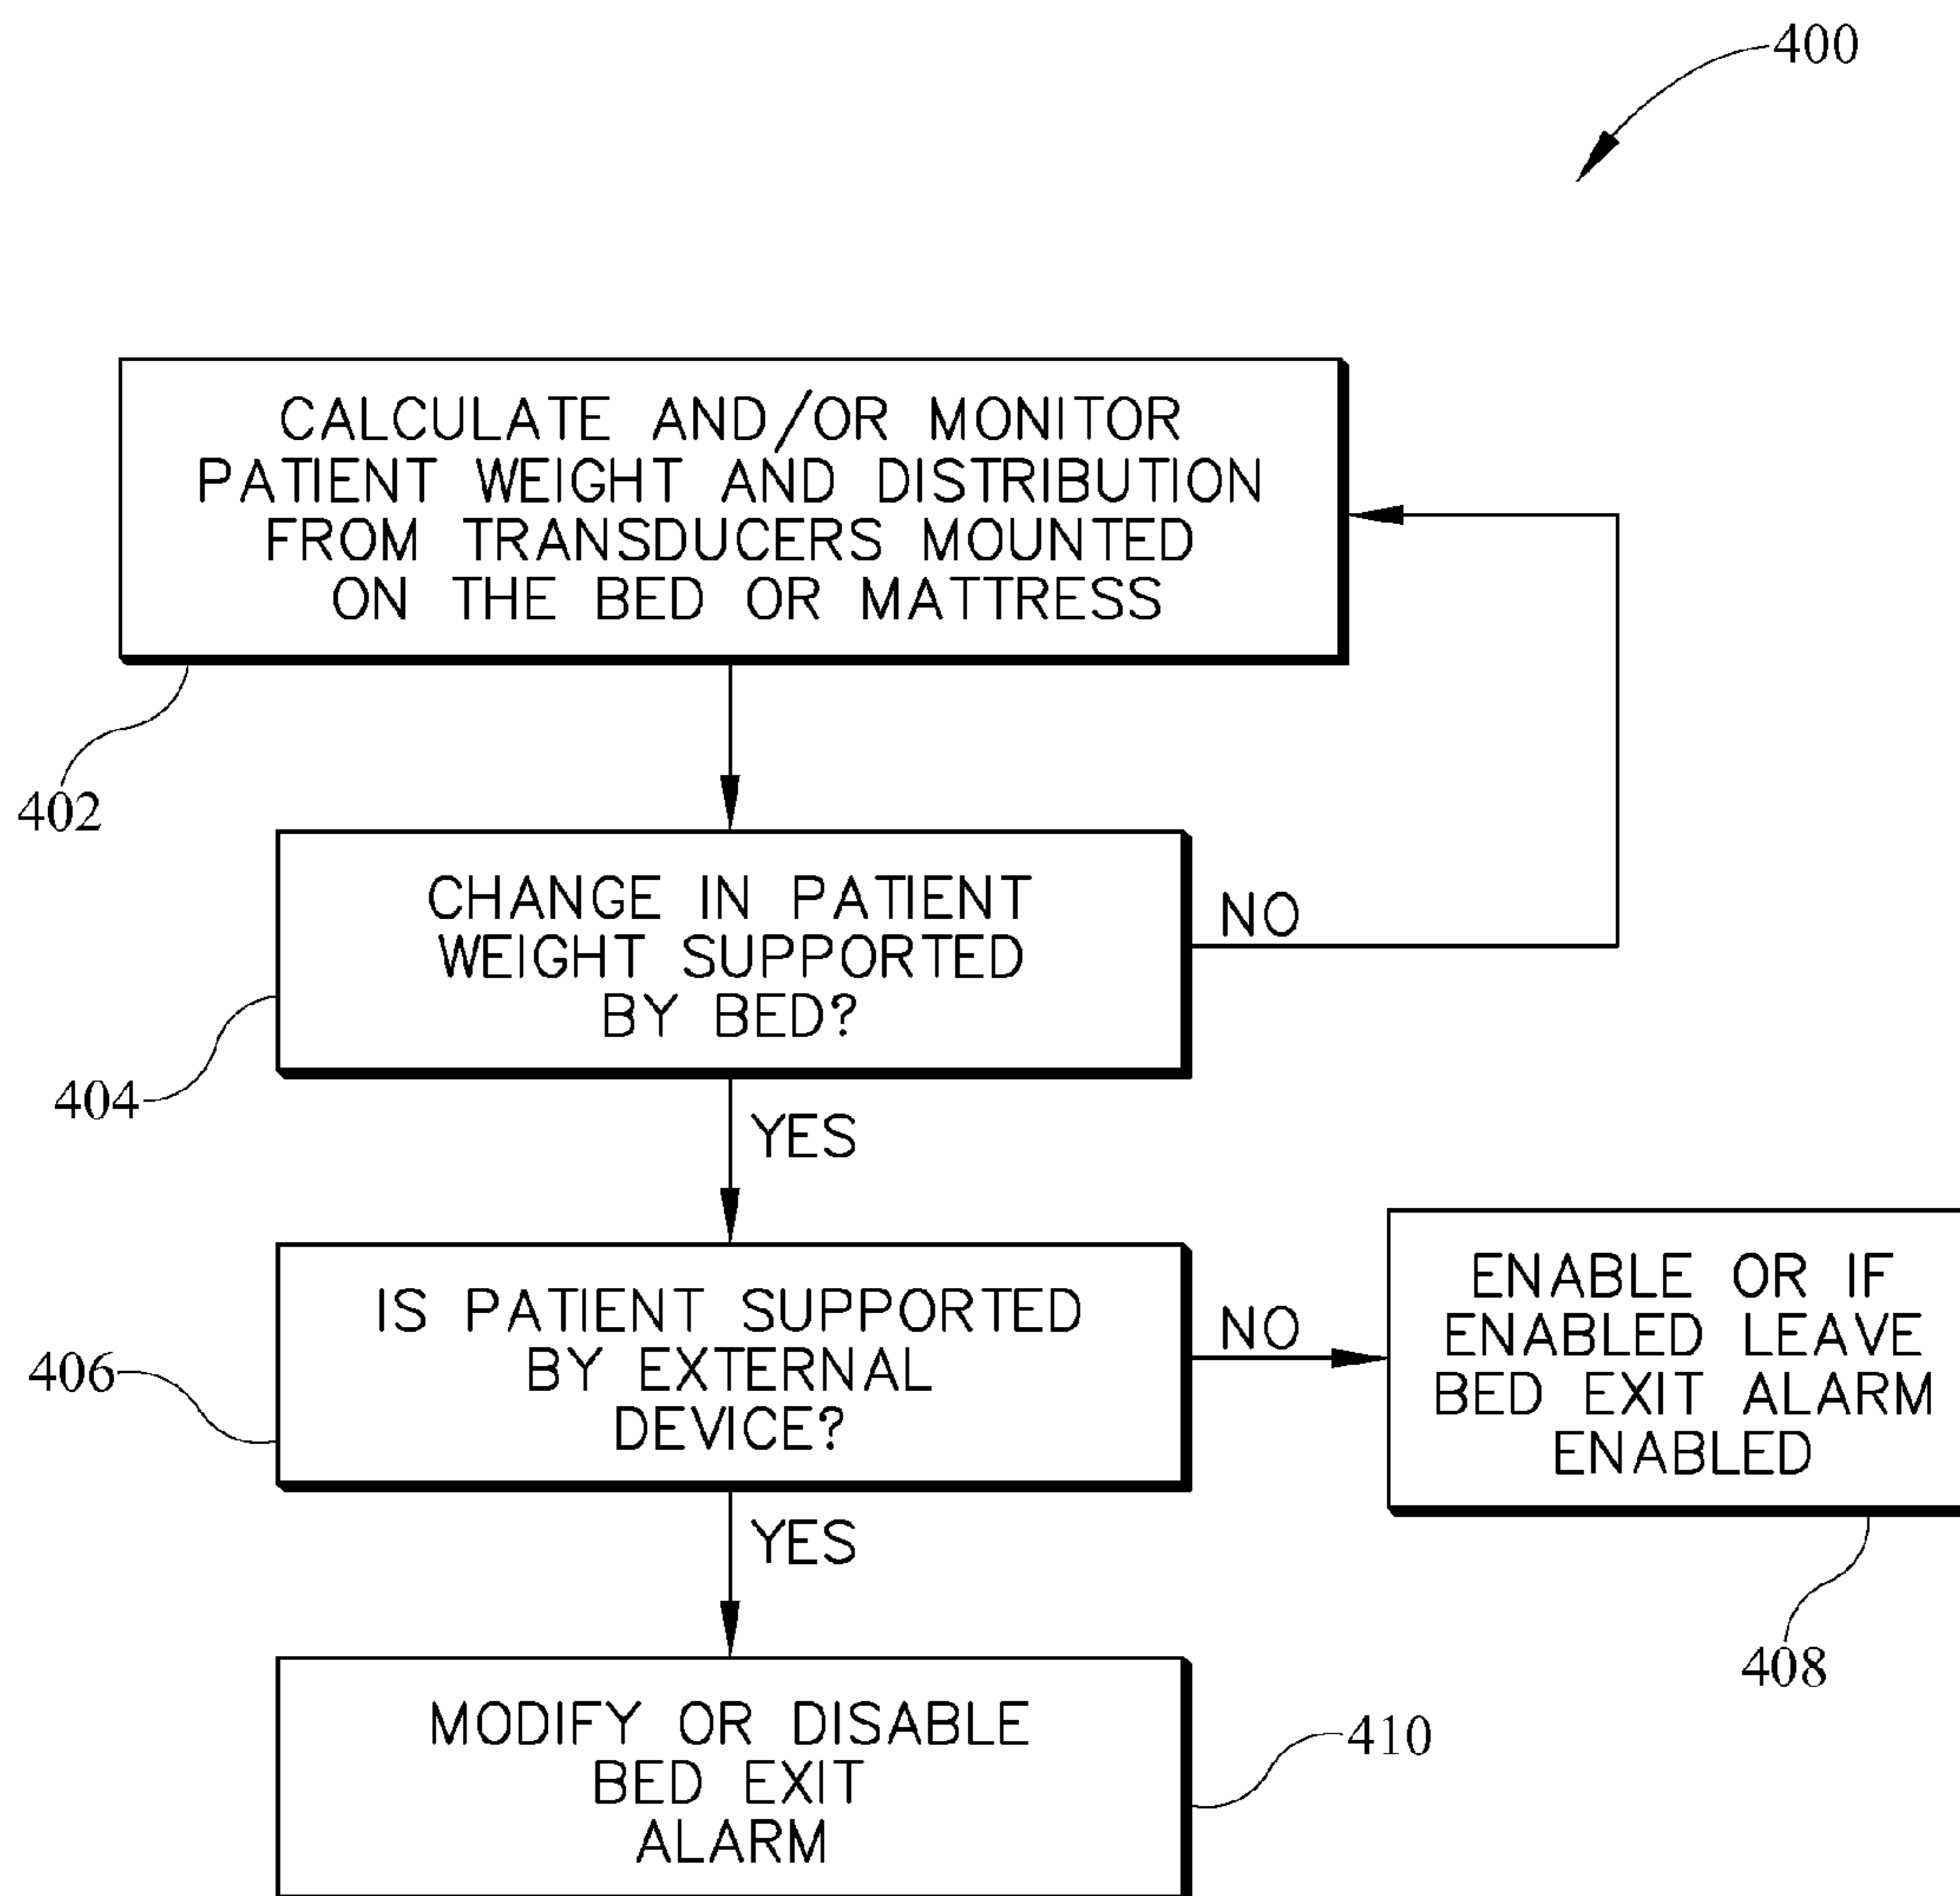 400
CALCULATE AND/OR MONITOR
PATIENT WEIGHT AND DISTRIBUTION
FROM TRANSDUCERS MOUNTED
ON THE BED OR MATTRESS
402
CHANGE IN PATIENT
WEIGHT SUPPORTED
BY BED?
NO
404
YES
IS PATIENT SUPPORTED
BY EXTERNAL
DEVICE?
NO
406
ENABLE OR IF
ENABLED LEAVE
BED EXIT ALARM
ENABLED
408
YES
MODIFY OR DISABLE
BED EXIT
ALARM
410